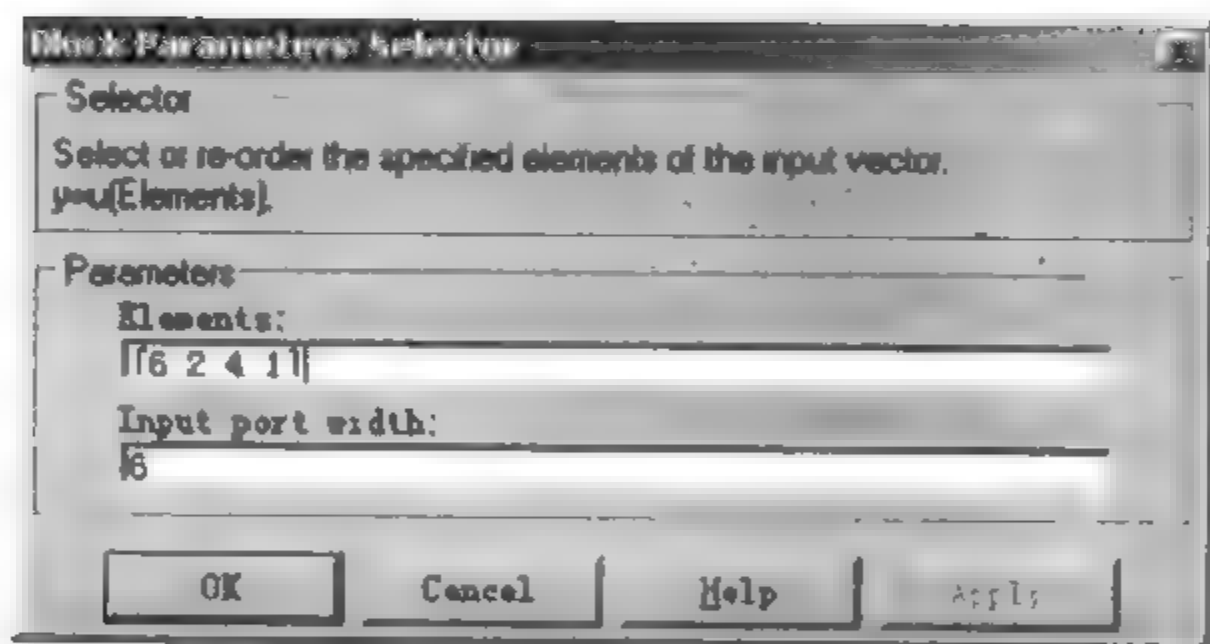 Block Parameters: Selector
Selector
Select or re-order the specified elements of the input vector.
y=u(Elements).
Parameters
Elements:
[6 2 4 1]
Input port width:
6
OK
Cancel
Help
Apply